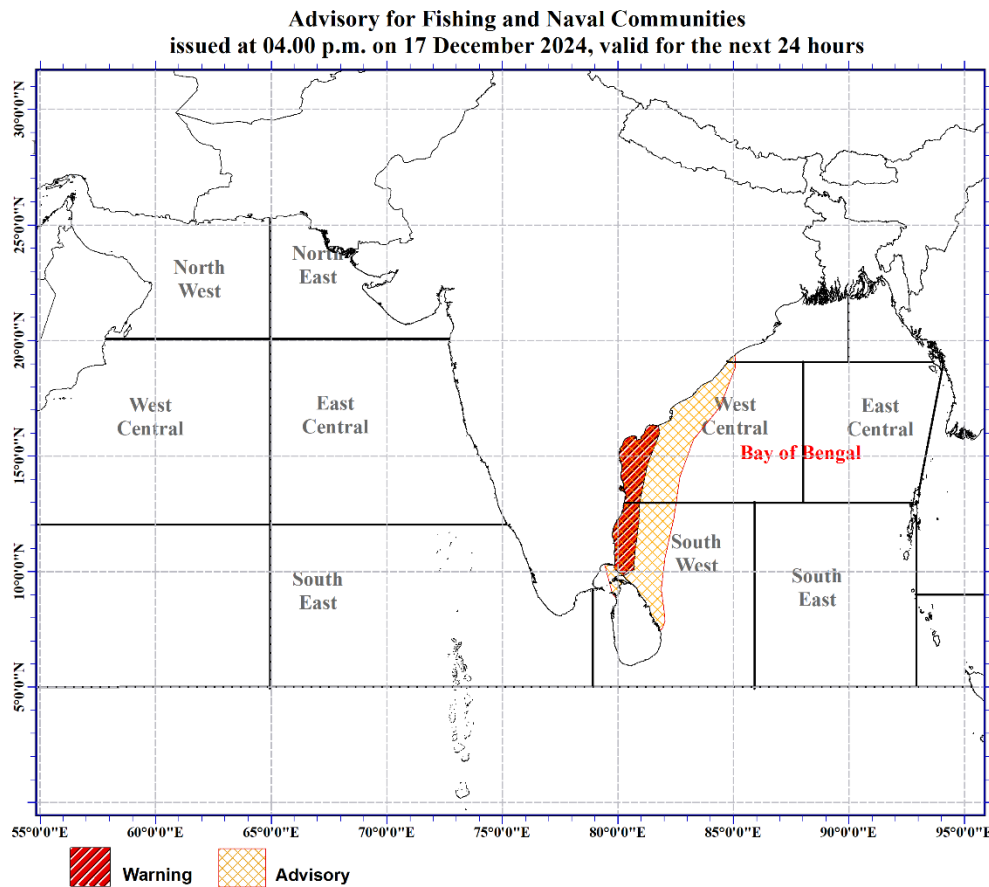 Advisory for Fishing and Naval Communities
issued at 04.00 p.m. on 17 December 2024, valid for the next 24 hours
30°0'0"N
25°0'0"N
20°0'0"N
15°0'0"N
10°0'0"N
5°0'0"N
North
West
North
East
West
Central
East
Central
West
Central
East
Central
Bay of Bengal
South
West
South
East
South
East
55°0'0"E
60°0'0"E
65°0'0"E
70°0'0"E
75°0'0"E
80°0'0"E
85°0'0"E
90°0'0"E
95°0'0"E
Warning
Advisory